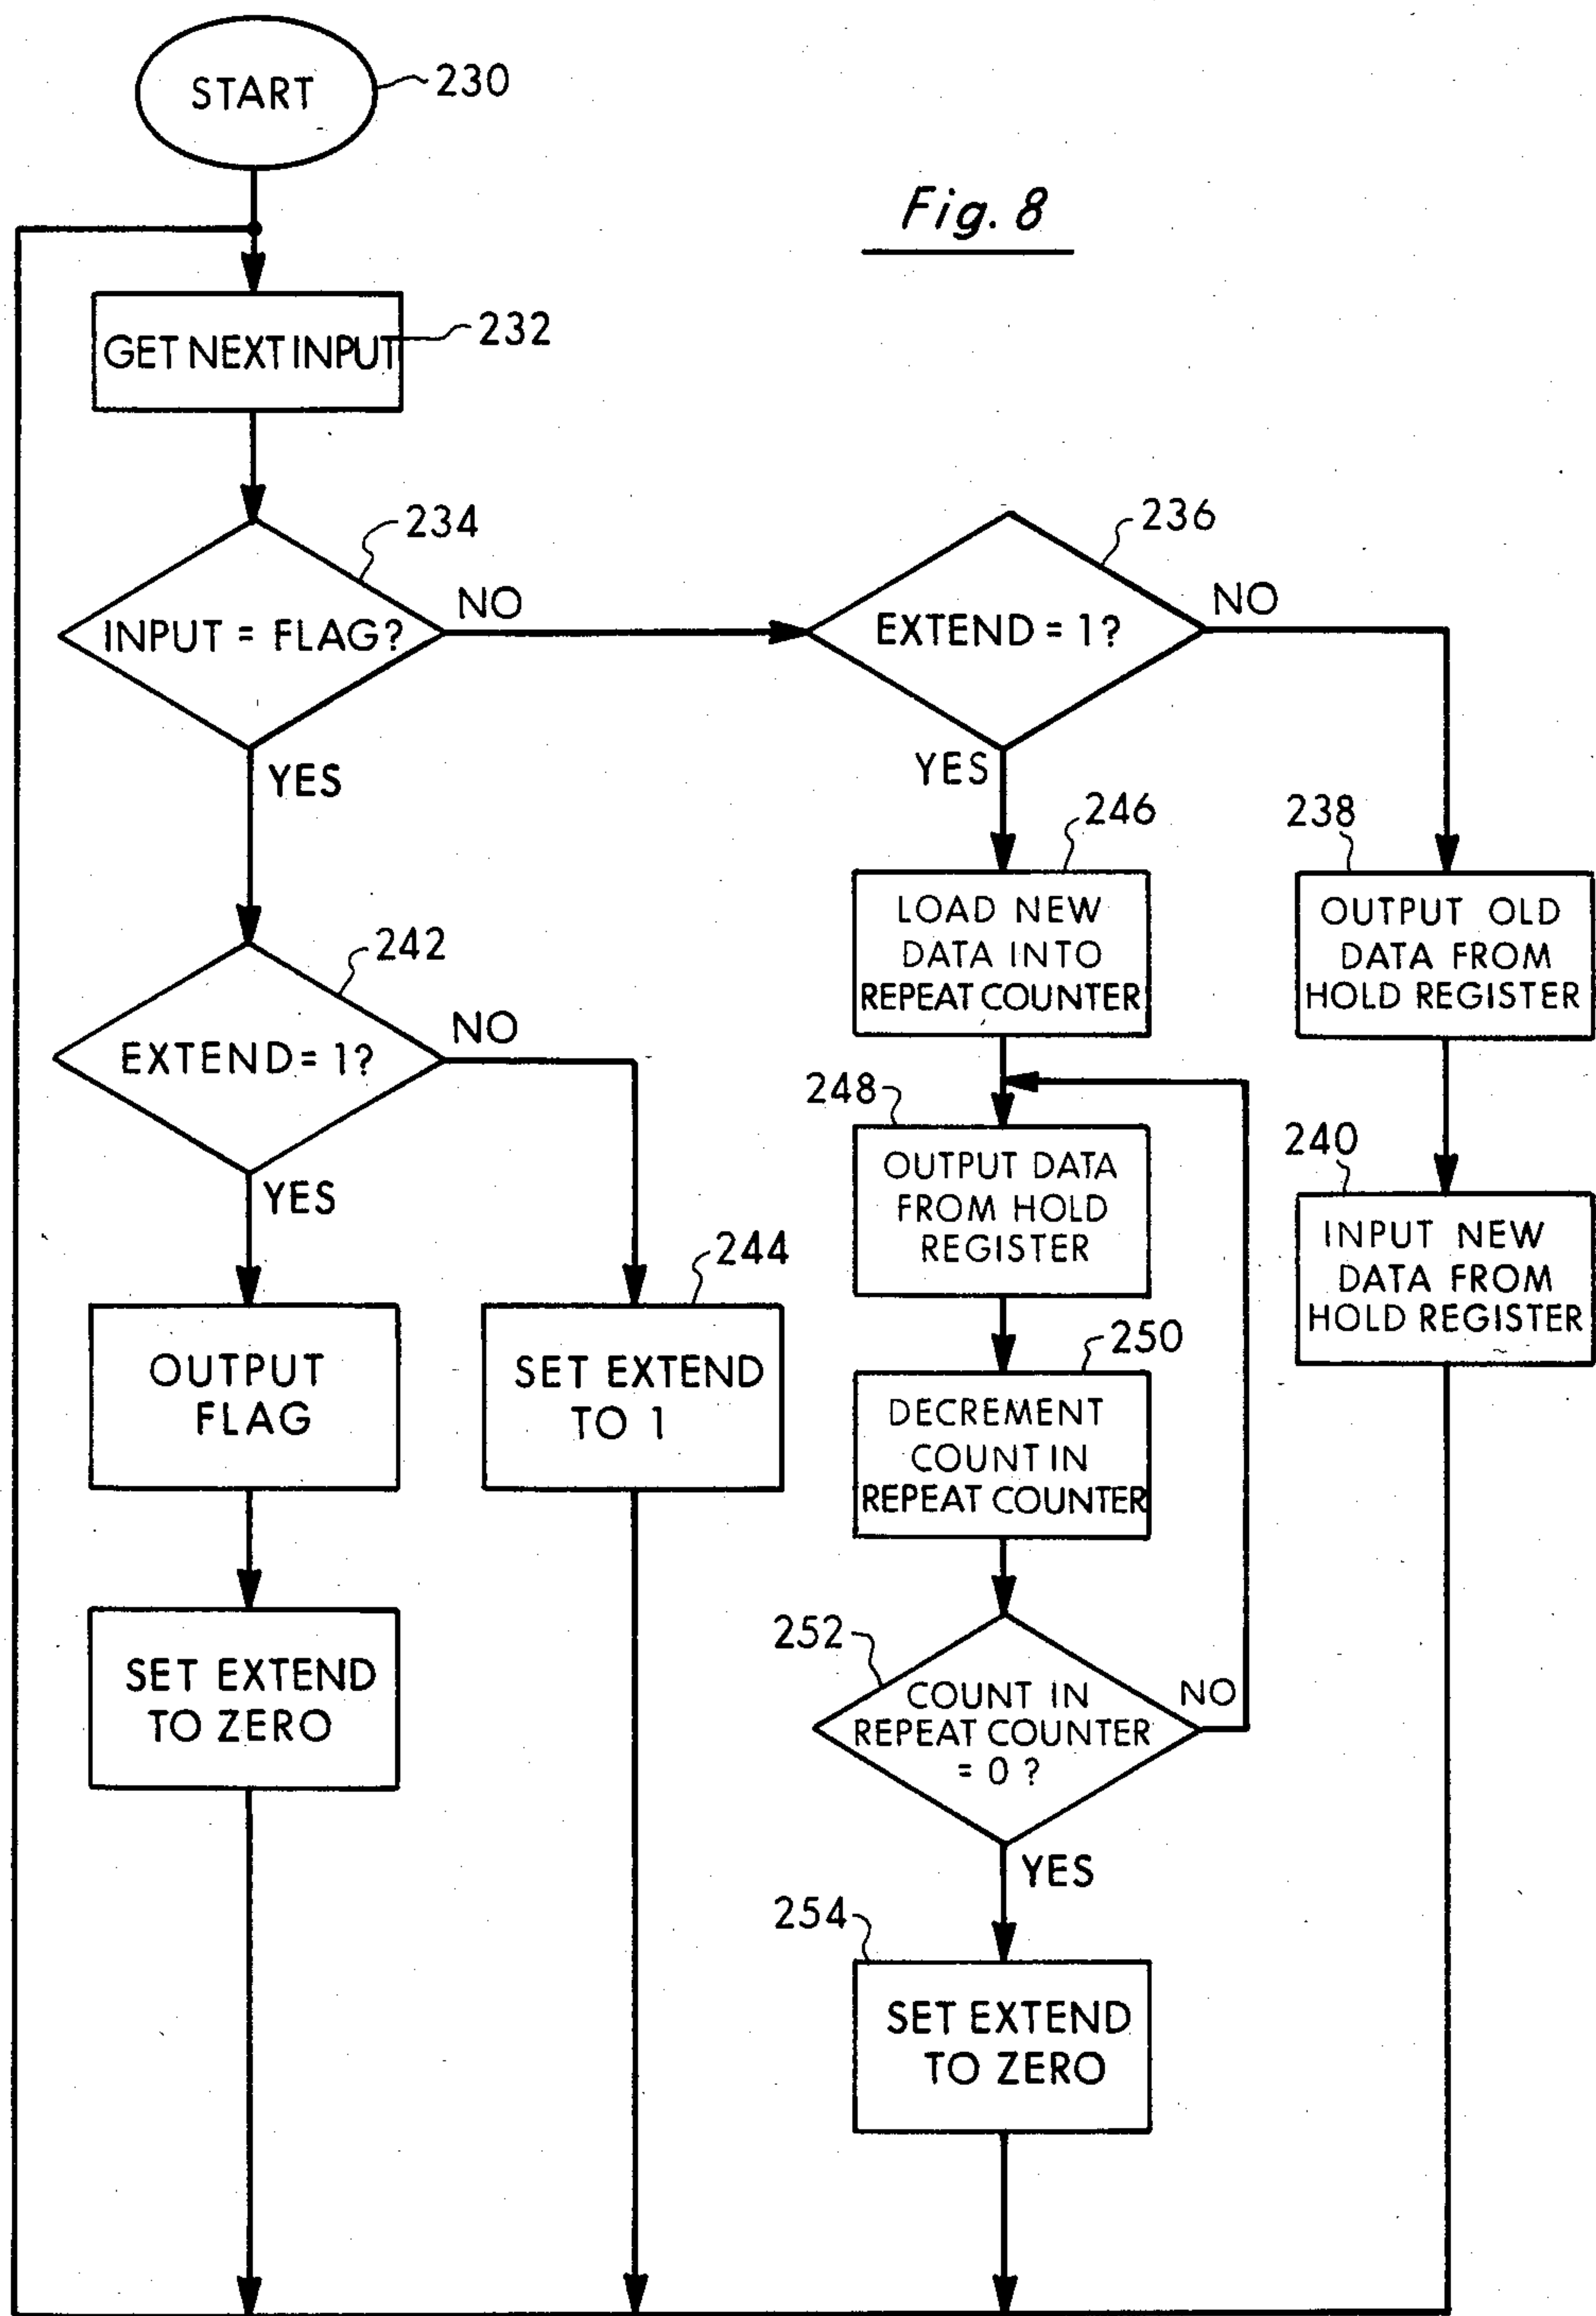 START
230
Fig. 8
GET NEXT INPUT
232
234
INPUT = FLAG?
NO
YES
236
EXTEND = 1?
NO
YES
246
LOAD NEW
DATA INTO
REPEAT COUNTER
238
OUTPUT OLD
DATA FROM
HOLD REGISTER
242
EXTEND = 1?
NO
YES
248
OUTPUT DATA
FROM HOLD
REGISTER
240
INPUT NEW
DATA FROM
HOLD REGISTER
OUTPUT
FLAG
244
SET EXTEND
TO 1
250
DECREMENT
COUNT IN
REPEAT COUNTER
SET EXTEND
TO ZERO
252
COUNT IN
REPEAT COUNTER
= 0 ?
NO
YES
254
SET EXTEND
TO ZERO